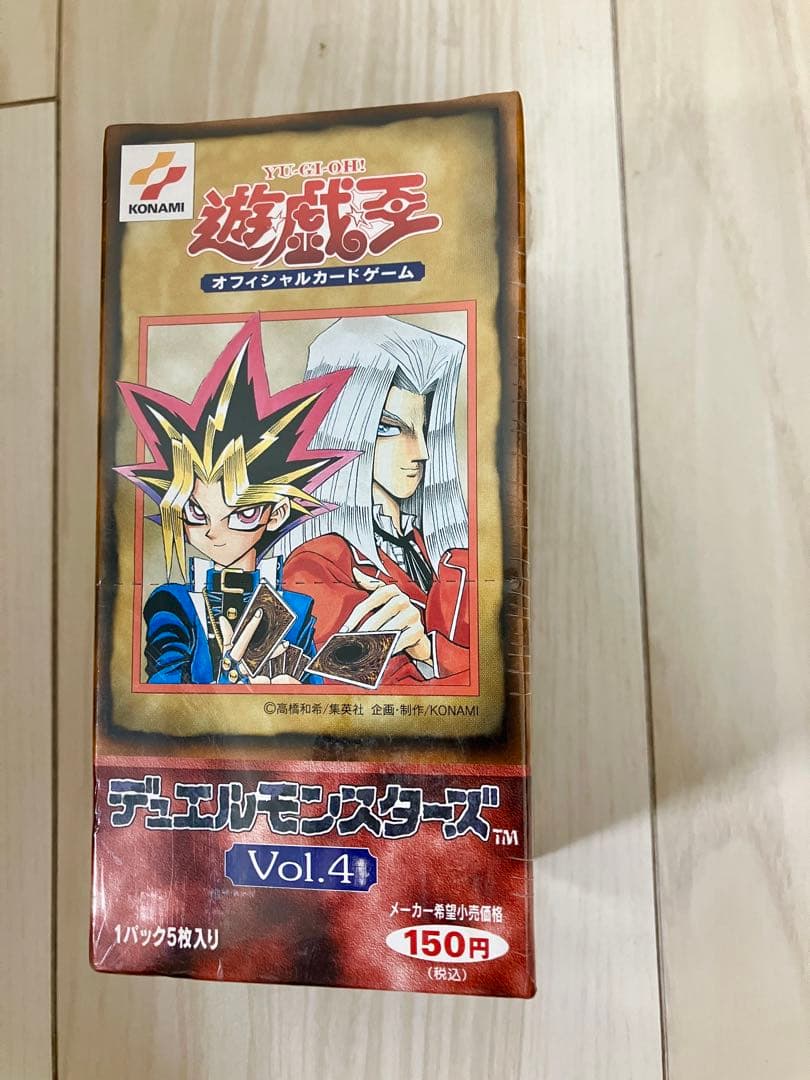 KONAMI
YU-GI-OH!
遊☆戯☆王
オフィシャルカードゲーム
©高橋和希/集英社 企画・制作/KONAMI
デュエルモンスターズ™
Vol.4
1パック5枚入り
メーカー希望小売価格
150円
(税込)